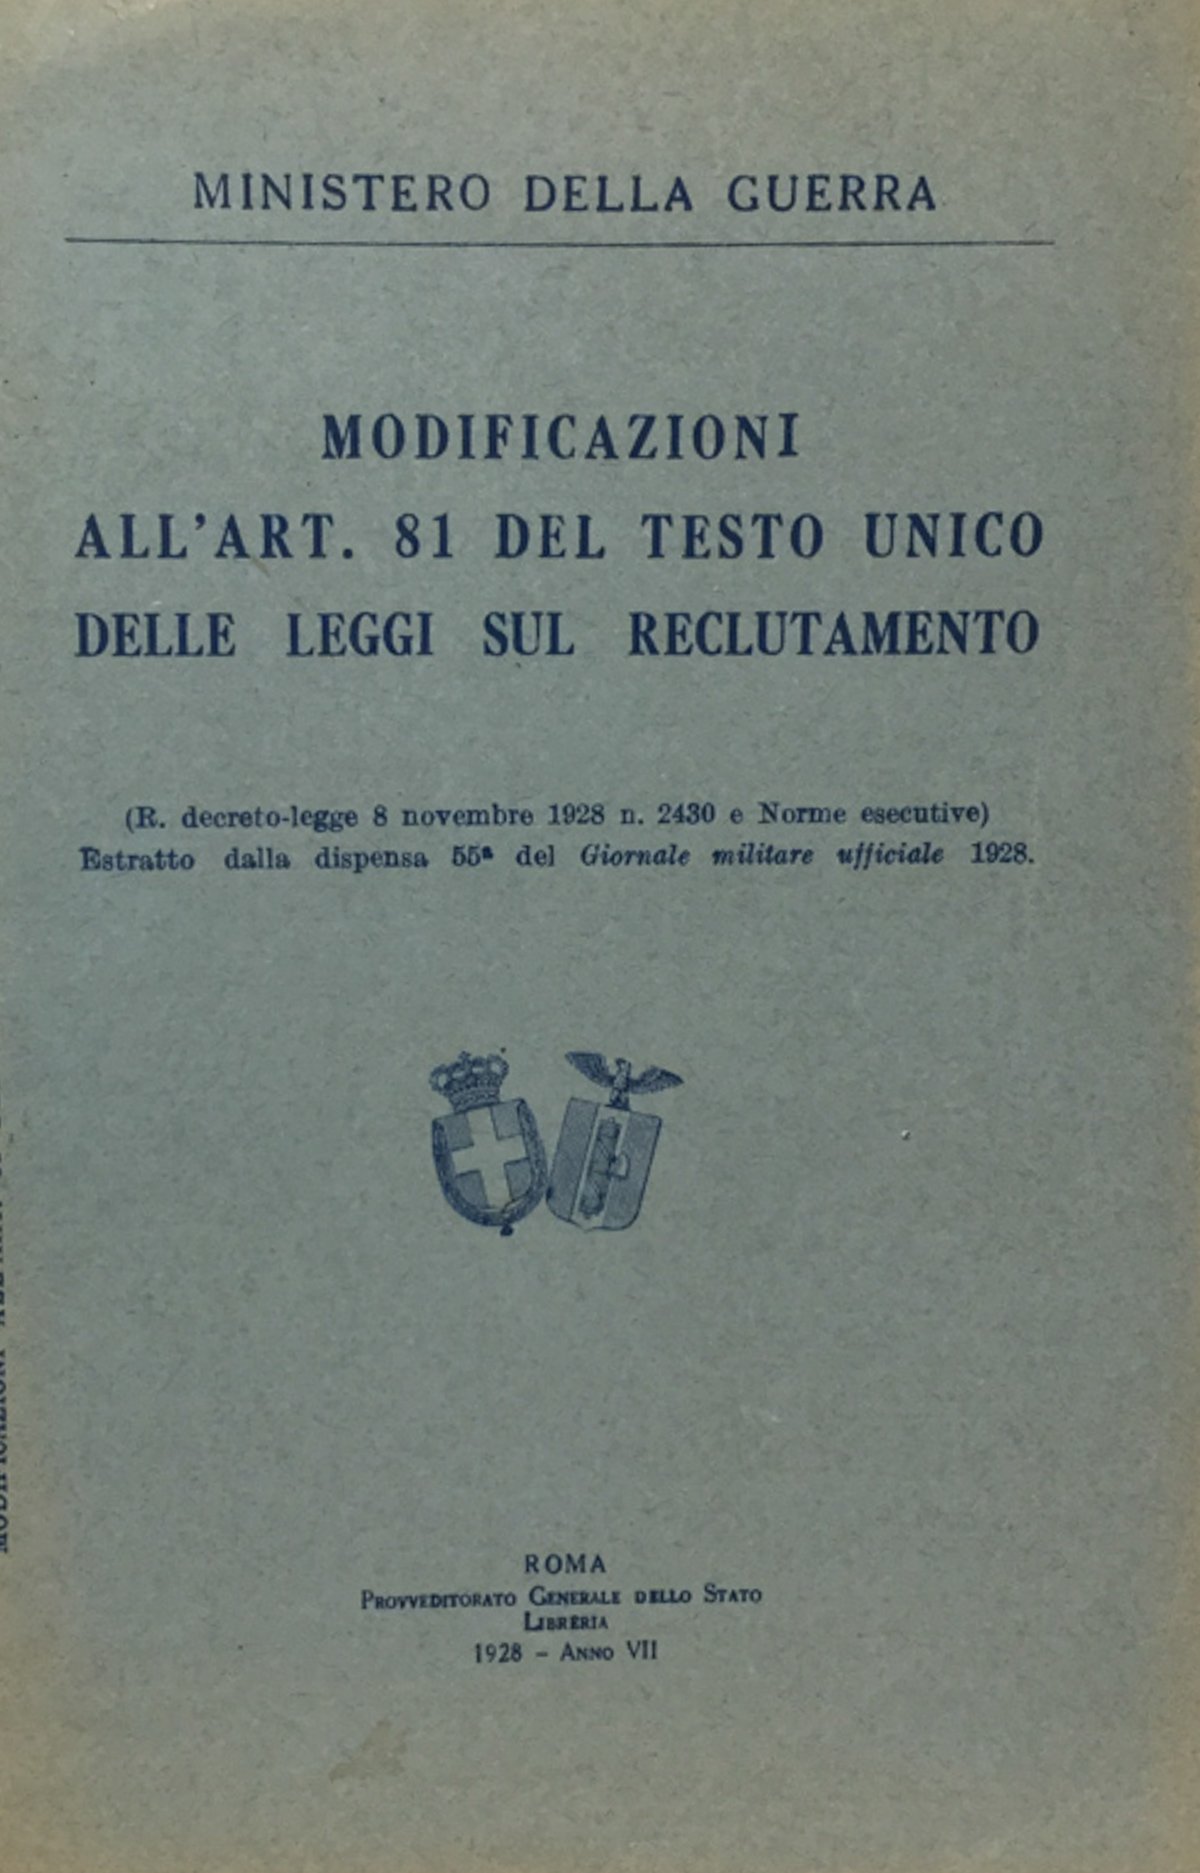 MINISTERO DELLA GUERRA
MODIFICAZIONI
ALL'ART. 81 DEL TESTO UNICO
DELLE LEGGI SUL RECLUTAMENTO
(R. decreto-legge 8 novembre 1928 n. 2430 e Norme esecutive)
Estratto dalla dispensa 55ª del Giornale militare ufficiale 1928.
ROMA
PROVVEDITORATO GENERALE DELLO STATO
LIBRERIA
1928 – ANNO VII
MODIFICAZIONI